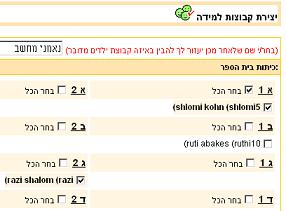 יצירת קבוצות למידה
(בחר/י שם שלאחר מכן יעזור לך להבין באיזה קבוצת ילדים מדובר) נאחני מחשב
כיתות בית הספר:
א 1 בחר הכל א 2 בחר הכל
(shlomi kohn (shlomi5
ב 1 בחר הכל ב 2 בחר הכל
(ruti abakes (ruthi10
ג 1 בחר הכל ג 2 בחר הכל
(razi shalom (razi
ד 1 בחר הכל ד 2 בחר הכל